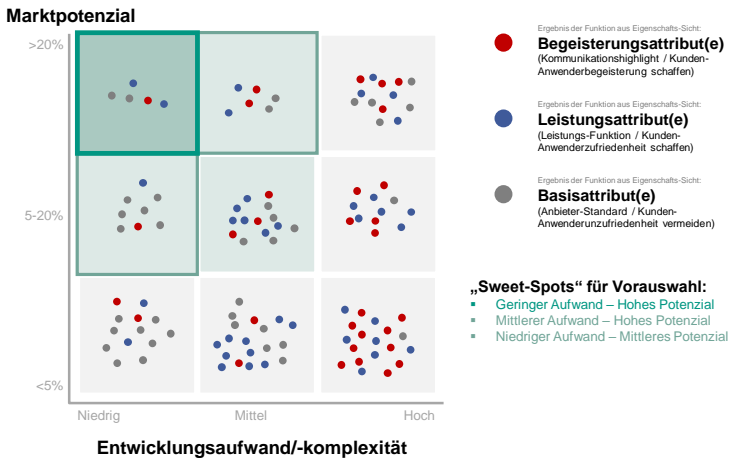 Marktpotenzial
>20%
5-20%
<5%
Niedrig
Mittel
Hoch
Entwicklungsaufwand/-komplexität
Ergebnis der Funktion aus Eigenschafts-Sicht:
Begeisterungsattribut(e)
(Kommunikationshighlight / Kunden-
Anwenderbegeisterung schaffen)
Ergebnis der Funktion aus Eigenschafts-Sicht:
Leistungsattribut(e)
(Leistungs-Funktion / Kunden-
Anwenderzufriedenheit schaffen)
Ergebnis der Funktion aus Eigenschafts-Sicht:
Basisattribut(e)
(Anbieter-Standard / Kunden-
Anwenderunzufriedenheit vermeiden)
„Sweet-Spots“ für Vorauswahl:
▪ Geringer Aufwand – Hohes Potenzial
▪ Mittlerer Aufwand – Hohes Potenzial
▪ Niedriger Aufwand – Mittleres Potenzial